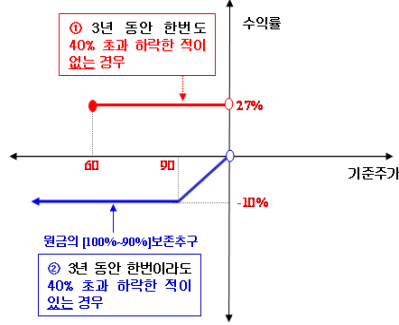 수익률
① 3년 동안 한번도
40% 초과 하락한 적이
없는 경우
27%
60
90
기준주가
-10%
원금의 [100%~90%]보존추구
② 3년 동안 한번이라도
40% 초과 하락한 적이
있는 경우